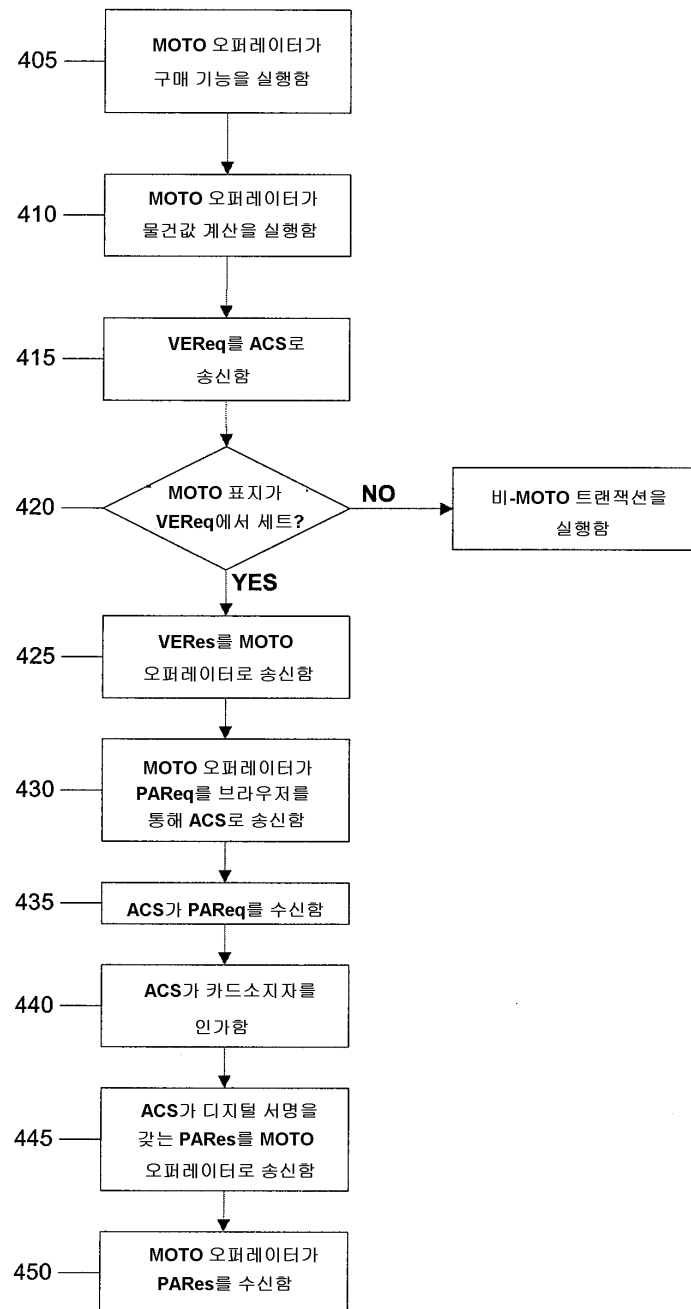 405
MOTO 오퍼레이터가
구매 기능을 실행함
410
MOTO 오퍼레이터가
물건값 계산을 실행함
415
VEReq를 ACS로
송신함
420
MOTO 표지가
VEReq에서 세트?
NO
비-MOTO 트랜잭션을
실행함
YES
425
VERes를 MOTO
오퍼레이터로 송신함
430
MOTO 오퍼레이터가
PAReq를 브라우저를
통해 ACS로 송신함
435
ACS가 PAReq를 수신함
440
ACS가 카드소지자를
인가함
445
ACS가 디지털 서명을
갖는 PARes를 MOTO
오퍼레이터로 송신함
450
MOTO 오퍼레이터가
PARes를 수신함